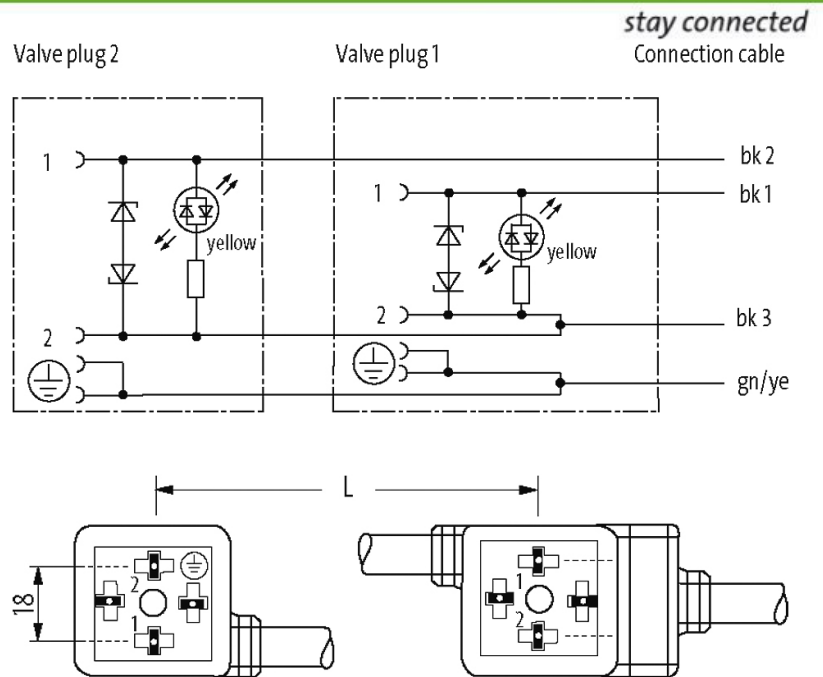 stay connected
Valve plug 2 Valve plug 1 Connection cable
1 bk 2
1 bk 1
yellow
yellow
2 bk 3
2
gn/ye
L
18
2
1
1
2